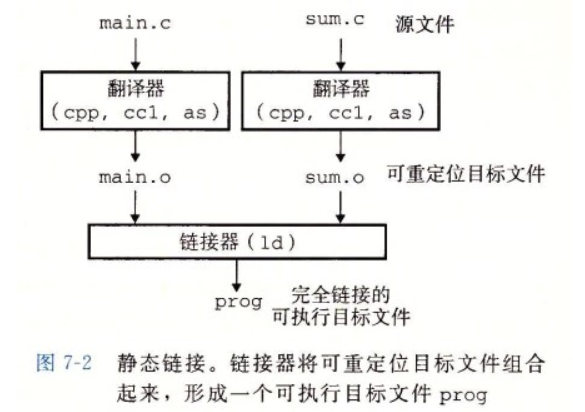 main.c sum.c 源文件
翻译器 翻译器
(cpp, cc1, as) (cpp, cc1, as)
main.o sum.o 可重定位目标文件
链接器(ld)
prog 完全链接的
可执行目标文件
图 7-2 静态链接。链接器将可重定位目标文件组合
起来，形成一个可执行目标文件 prog